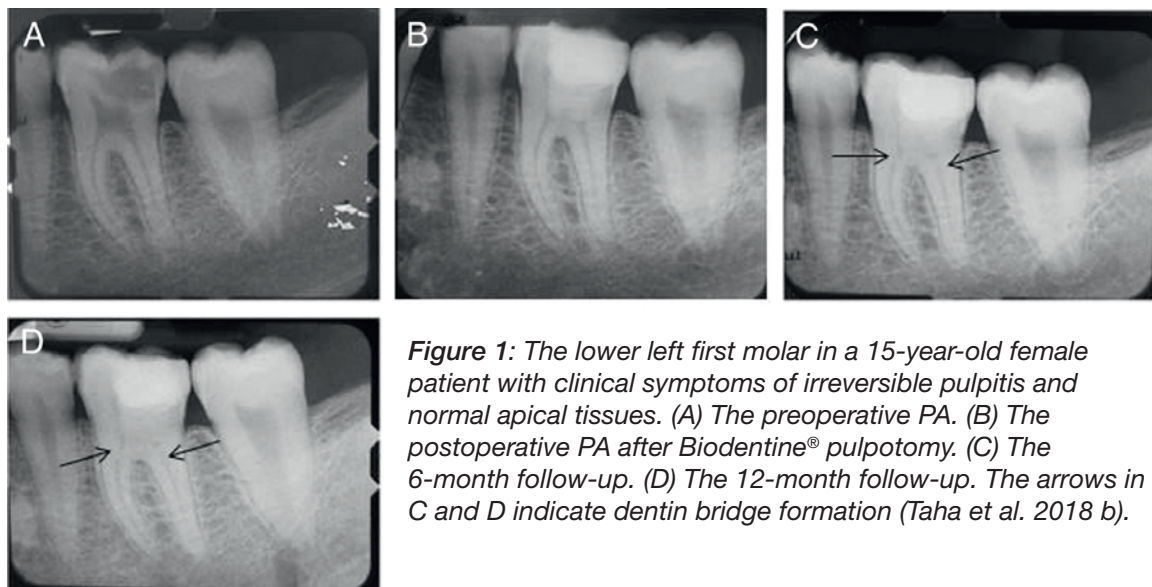 A
B
C
D
Figure 1: The lower left first molar in a 15-year-old female
patient with clinical symptoms of irreversible pulpitis and
normal apical tissues. (A) The preoperative PA. (B) The
postoperative PA after Biodentine® pulpotomy. (C) The
6-month follow-up. (D) The 12-month follow-up. The arrows in
C and D indicate dentin bridge formation (Taha et al. 2018 b).